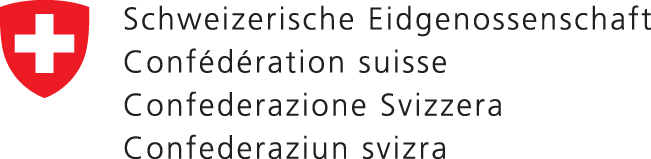 Schweizerische Eidgenossenschaft
Confédération suisse
Confederazione Svizzera
Confederaziun svizra